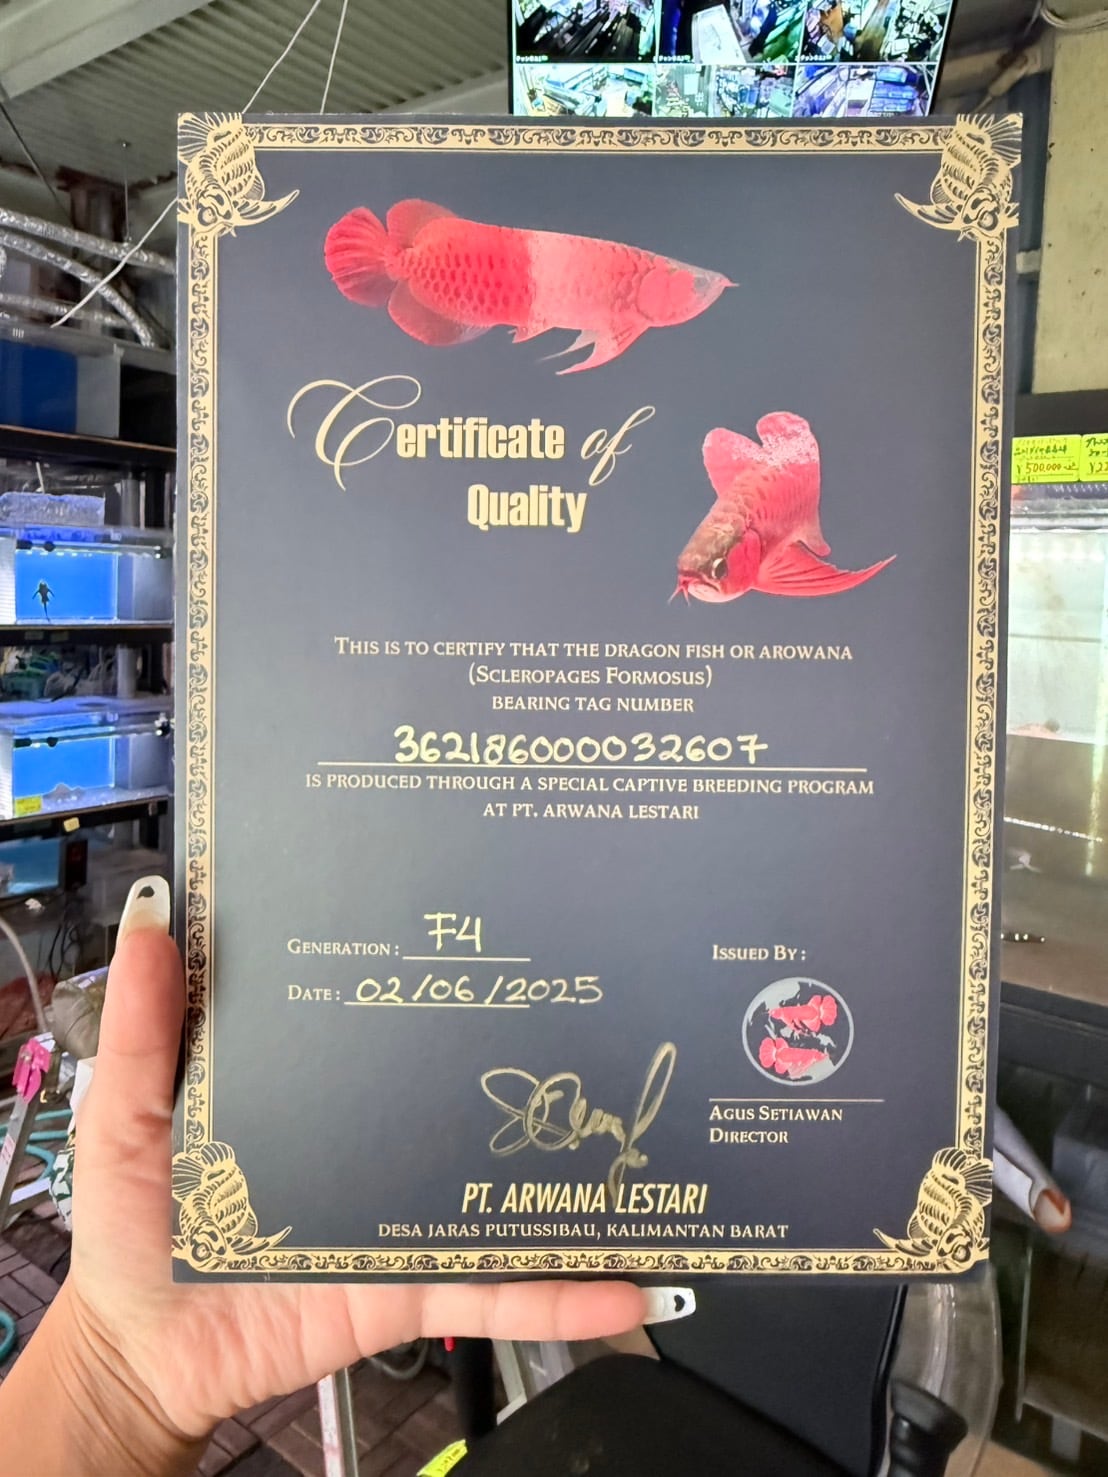 Certificate of
Quality
THIS IS TO CERTIFY THAT THE DRAGON FISH OR AROWANA
(SCLEROPAGES FORMOSUS)
BEARING TAG NUMBER
362186000032607
IS PRODUCED THROUGH A SPECIAL CAPTIVE BREEDING PROGRAM
AT PT. ARWANA LESTARI
GENERATION: F4
DATE: 02/06/2025
ISSUED BY:
AGUS SETIAWAN
DIRECTOR
PT. ARWANA LESTARI
DESA JARAS PUTUSSIBAU, KALIMANTAN BARAT
¥500,000